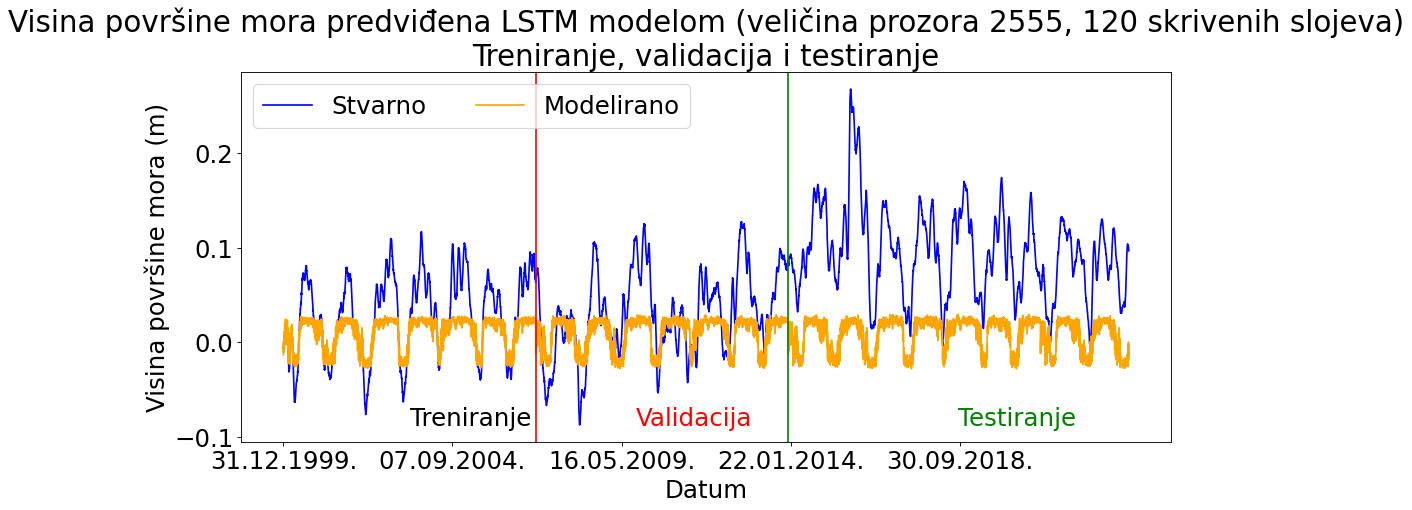 Visina površine mora predviđena LSTM modelom (veličina prozora 2555, 120 skrivenih slojeva)
Treniranje, validacija i testiranje
Stvarno
Modelirano
Visina površine mora (m)
0.2
0.1
0.0
−0.1
Treniranje
Validacija
Testiranje
31.12.1999.
07.09.2004.
16.05.2009.
22.01.2014.
30.09.2018.
Datum